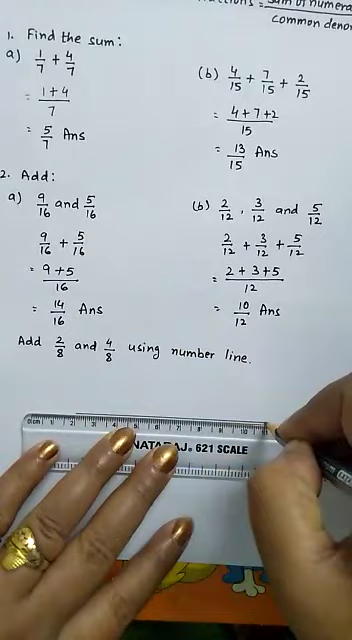 = Sum of numera
common deno
1. Find the sum:
a) 1/7 + 4/7
= 1+4/7
= 5/7 Ans
(b) 4/15 + 7/15 + 2/15
= 4+7+2/15
= 13/15 Ans
2. Add:
a) 9/16 and 5/16
9/16 + 5/16
= 9+5/16
= 14/16 Ans
(b) 2/12, 3/12 and 5/12
2/12 + 3/12 + 5/12
= 2+3+5/12
= 10/12 Ans
Add 2/8 and 4/8 using number line.
621 SCALE